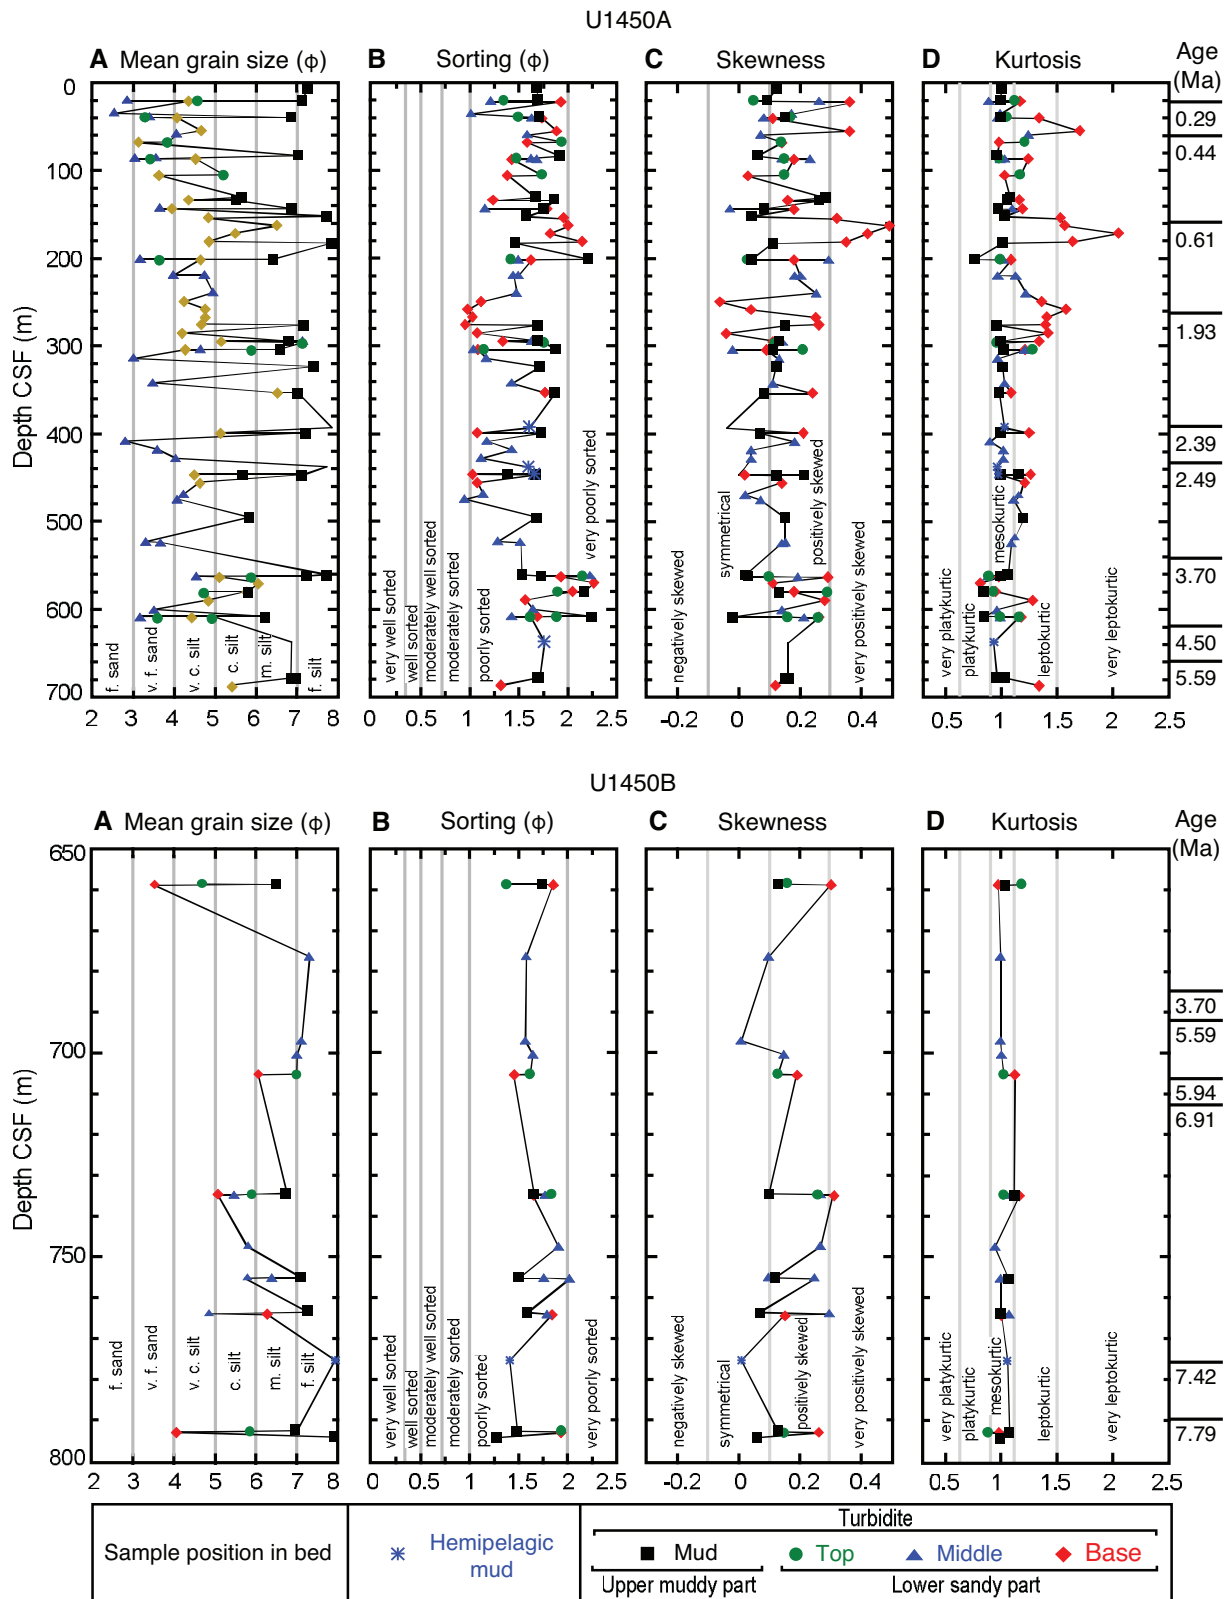 U1450A
A Mean grain size (ϕ)
B Sorting (ϕ)
C Skewness
D Kurtosis
Age (Ma)
0
100
200
300
400
500
600
700
Depth CSF (m)
f. sand
v. f. sand
v. c. silt
c. silt
m. silt
f. silt
2 3 4 5 6 7 8
very well sorted
well sorted
moderately well sorted
moderately sorted
poorly sorted
very poorly sorted
0 0.5 1 1.5 2 2.5
negatively skewed
symmetrical
positively skewed
very positively skewed
-0.2 0 0.2 0.4
very platykurtic
platykurtic
mesokurtic
leptokurtic
very leptokurtic
0.5 1 1.5 2 2.5
0.29
0.44
0.61
1.93
2.39
2.49
3.70
4.50
5.59
U1450B
A Mean grain size (ϕ)
B Sorting (ϕ)
C Skewness
D Kurtosis
Age (Ma)
650
700
750
800
Depth CSF (m)
f. sand
v. f. sand
v. c. silt
c. silt
m. silt
f. silt
2 3 4 5 6 7 8
very well sorted
well sorted
moderately well sorted
moderately sorted
poorly sorted
very poorly sorted
0 0.5 1 1.5 2 2.5
negatively skewed
symmetrical
positively skewed
very positively skewed
-0.2 0 0.2 0.4
very platykurtic
platykurtic
mesokurtic
leptokurtic
very leptokurtic
0.5 1 1.5 2 2.5
3.70
5.59
5.94
6.91
7.42
7.79
Sample position in bed
Hemipelagic
mud
Turbidite
Mud Top Middle Base
Upper muddy part Lower sandy part